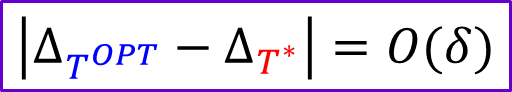 |Δ_{T^{OPT}} − Δ_{T*}| = O(δ)